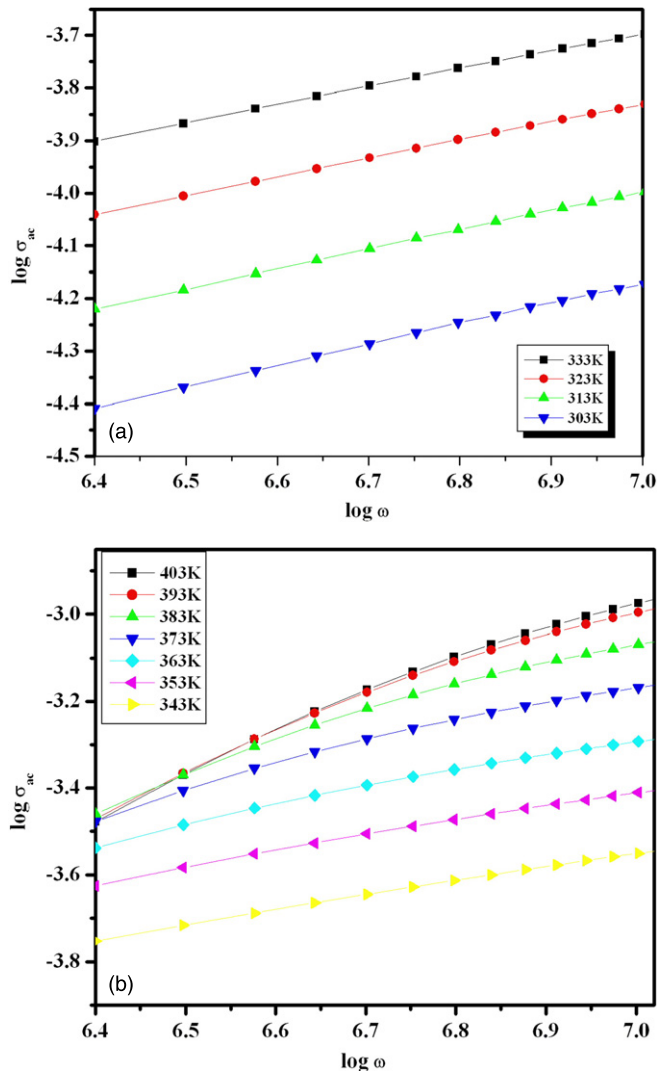 -3.7
-3.8
-3.9
-4.0
-4.1
-4.2
-4.3
-4.4
-4.5
log σac
(a)
333K
323K
313K
303K
6.4 6.5 6.6 6.7 6.8 6.9 7.0
log ω
403K
393K
383K
373K
363K
353K
343K
-3.0
-3.2
-3.4
-3.6
-3.8
log σac
(b)
6.4 6.5 6.6 6.7 6.8 6.9 7.0
log ω